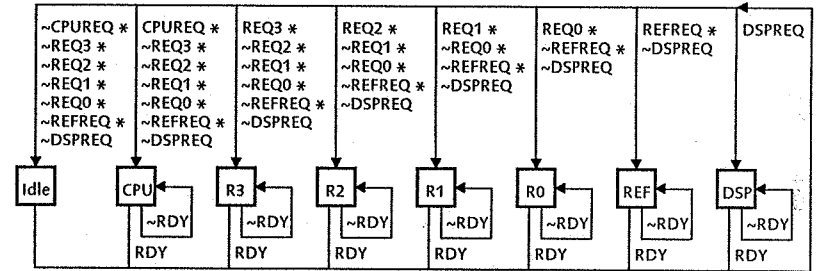 ~CPUREQ * CPUREQ * REQ3 * REQ2 * REQ1 * REQ0 * REFREQ * DSPREQ
~REQ3 * ~REQ3 * ~REQ2 * ~REQ1 * ~REQ0 * ~REFREQ * ~DSPREQ
~REQ2 * ~REQ2 * ~REQ1 * ~REQ0 * ~REFREQ * ~DSPREQ
~REQ1 * ~REQ1 * ~REQ0 * ~REFREQ * ~DSPREQ
~REQ0 * ~REQ0 * ~REFREQ * ~DSPREQ
~REFREQ * ~REFREQ * ~DSPREQ
~DSPREQ ~DSPREQ
Idle CPU R3 R2 R1 R0 REF DSP
~RDY ~RDY ~RDY ~RDY ~RDY ~RDY ~RDY
RDY RDY RDY RDY RDY RDY RDY